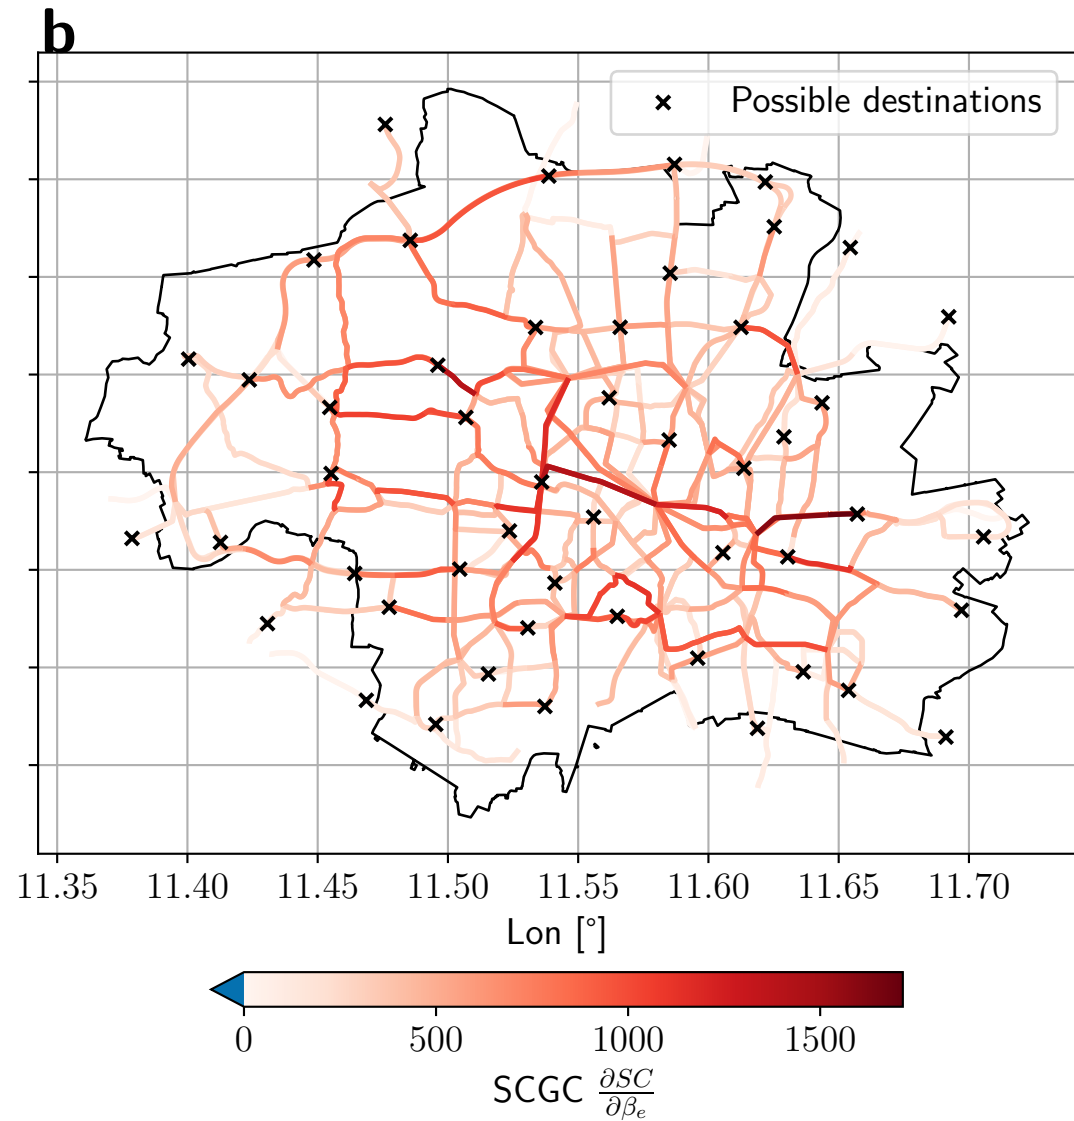 b
Possible destinations
11.35 11.40 11.45 11.50 11.55 11.60 11.65 11.70
Lon [°]
0 500 1000 1500
SCGC ∂SC/∂βₑ